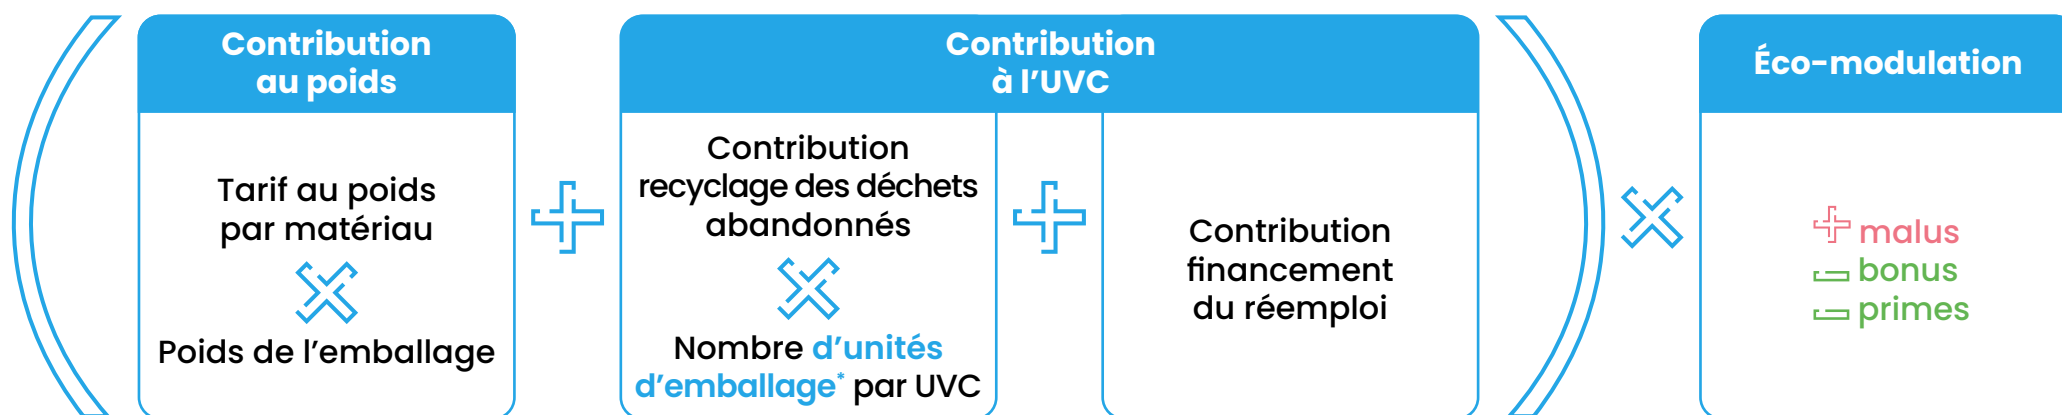 Contribution
au poids
Tarif au poids
par matériau
Poids de l'emballage
Contribution
à l'UVC
Contribution
recyclage des déchets
abandonnés
Nombre d'unités
d'emballage* par UVC
Contribution
financement
du réemploi
Éco-modulation
+ malus
- bonus
- primes